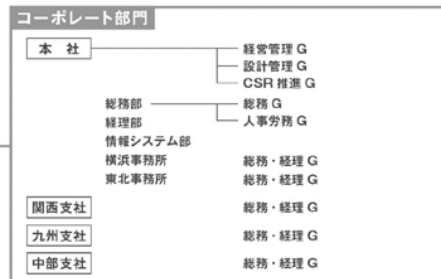 コーポレート部門
本　社　経営管理 G
設計管理 G
CSR 推進 G
総務部　総務 G
経理部　人事労務 G
情報システム部
横浜事務所　総務・経理 G
東北事務所　総務・経理 G
関西支社　総務・経理 G
九州支社　総務・経理 G
中部支社　総務・経理 G